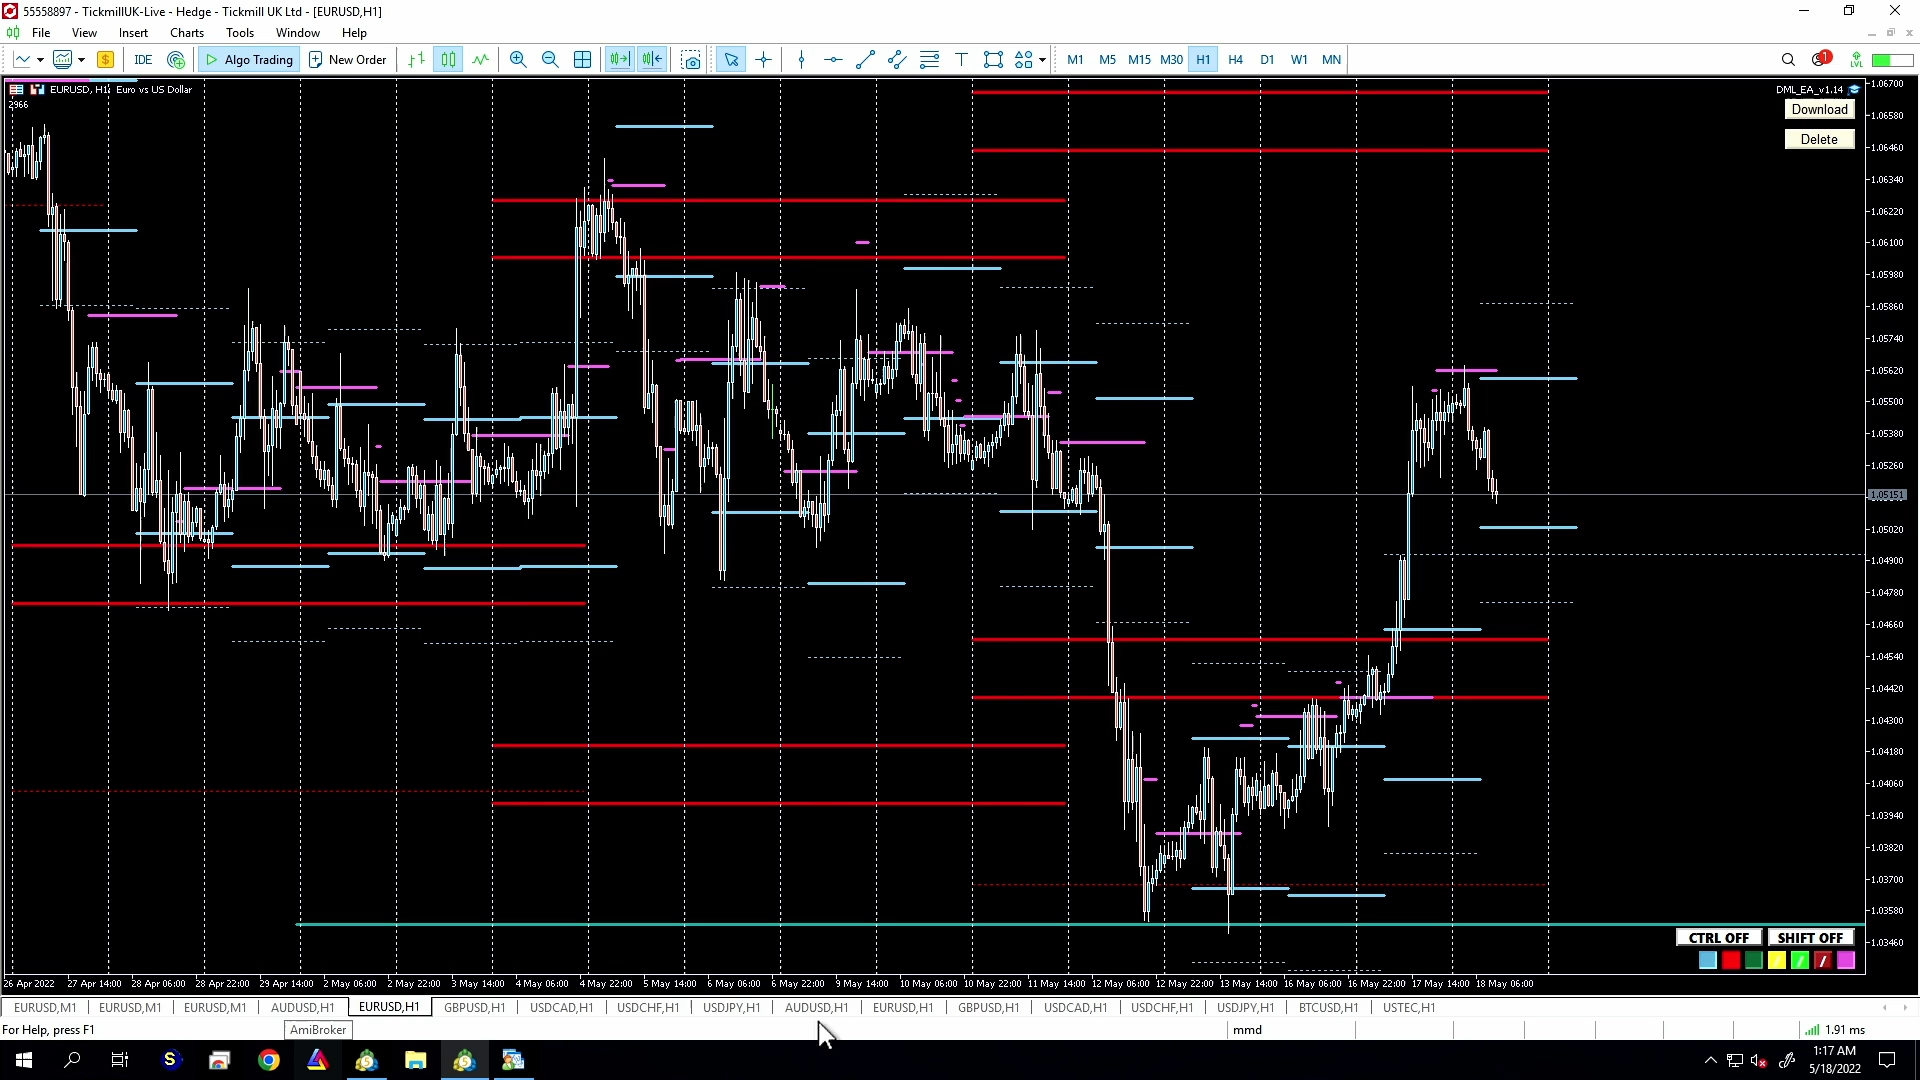 55558897 - TickmillUK-Live - Hedge - Tickmill UK Ltd - [EURUSD,H1]
File View Insert Charts Tools Window Help
IDE Algo Trading New Order T M1 M5 M15 M30 H1 H4 D1 W1 MN 1 LVL
EURUSD, H1: Euro vs US Dollar
2966
DML_EA_v1.14
Download
Delete
1.06700
1.06580
1.06460
1.06340
1.06220
1.06100
1.05980
1.05860
1.05740
1.05620
1.05500
1.05380
1.05260
1.05151
1.05020
1.04900
1.04780
1.04660
1.04540
1.04420
1.04300
1.04180
1.04060
1.03940
1.03820
1.03700
1.03580
1.03460
CTRL OFF SHIFT OFF
26 Apr 2022 27 Apr 14:00 28 Apr 06:00 28 Apr 22:00 29 Apr 14:00 2 May 06:00 2 May 22:00 3 May 14:00 4 May 06:00 4 May 22:00 5 May 14:00 6 May 06:00 6 May 22:00 9 May 14:00 10 May 06:00 10 May 22:00 11 May 14:00 12 May 06:00 12 May 22:00 13 May 14:00 16 May 06:00 16 May 22:00 17 May 14:00 18 May 06:00
EURUSD,M1 EURUSD,M1 EURUSD,M1 AUDUSD,H1 EURUSD,H1 GBPUSD,H1 USDCAD,H1 USDCHF,H1 USDJPY,H1 AUDUSD,H1 EURUSD,H1 GBPUSD,H1 USDCAD,H1 USDCHF,H1 USDJPY,H1 BTCUSD,H1 USTEC,H1
For Help, press F1 AmiBroker mmd 1.91 ms
1:17 AM
5/18/2022